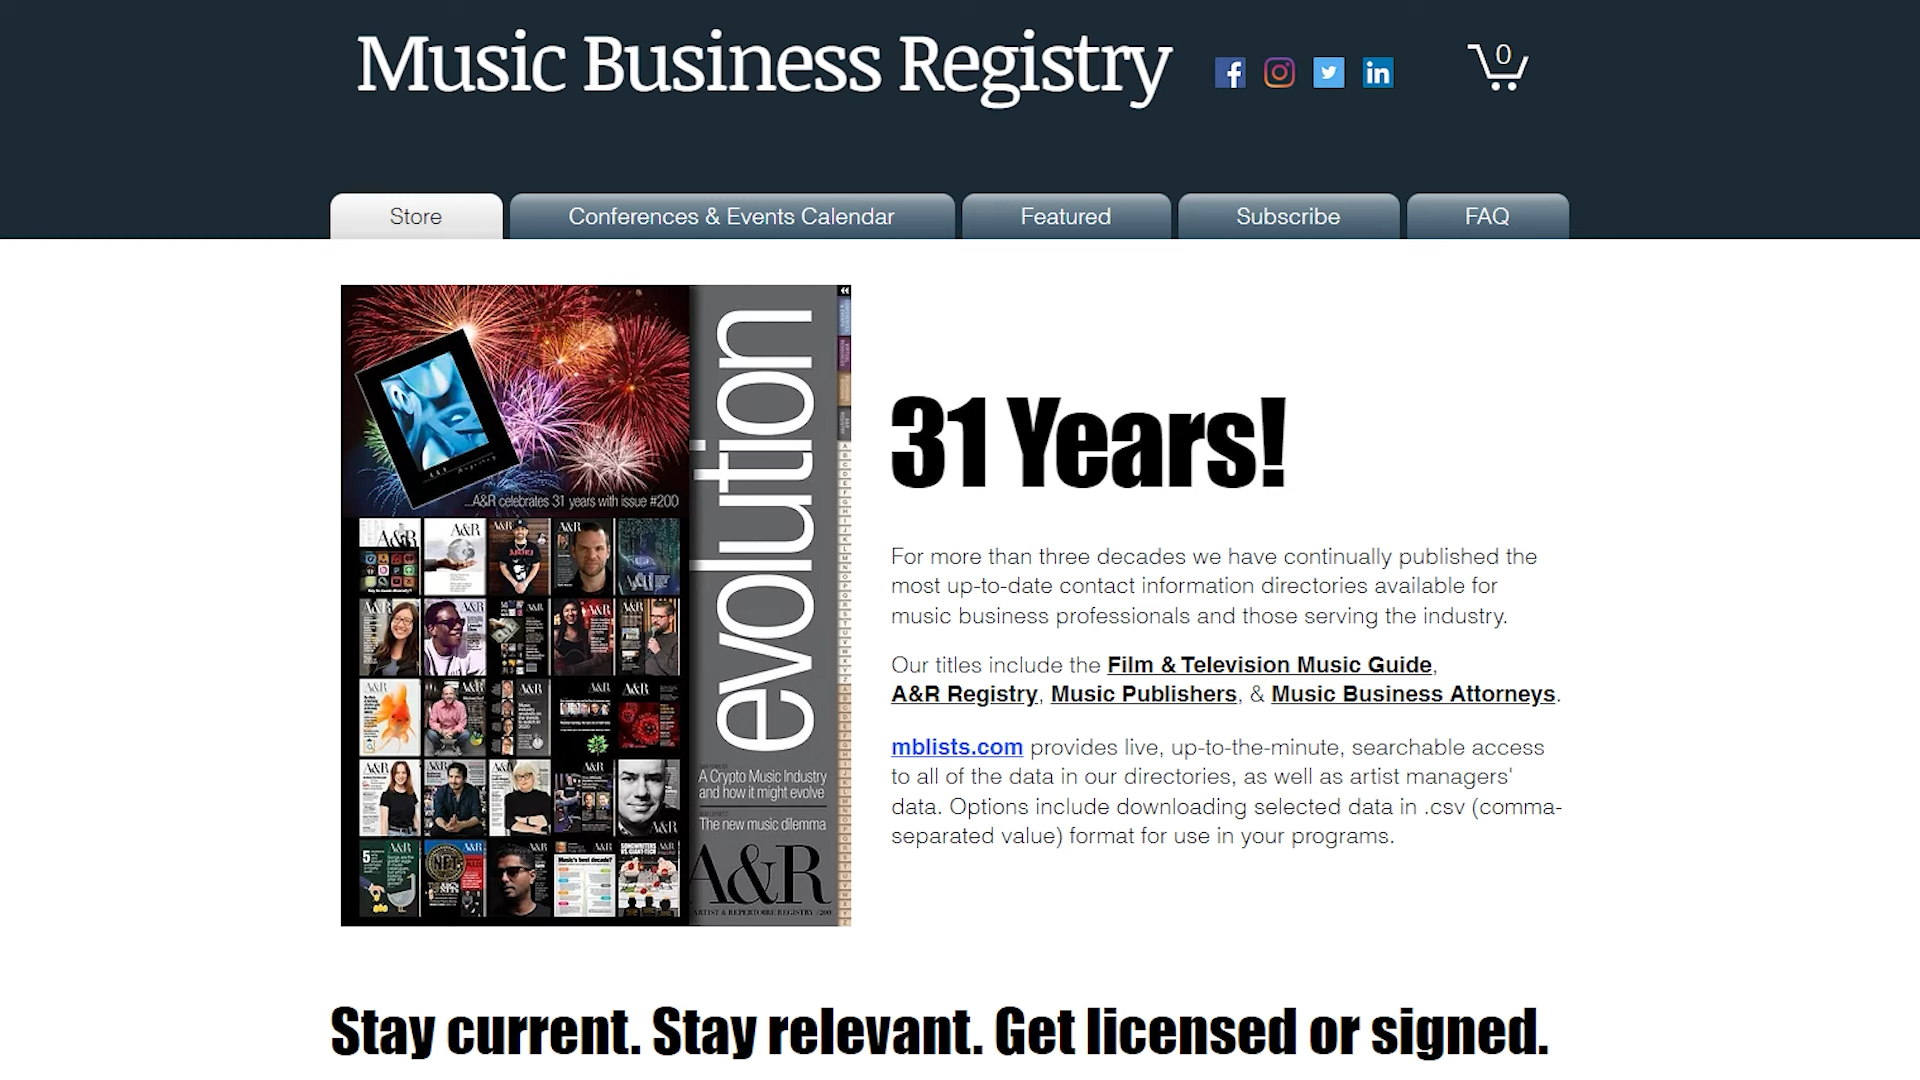 Music Business Registry
0
Store
Conferences & Events Calendar
Featured
Subscribe
FAQ
evolution
...A&R celebrates 31 years with issue #200
A Crypto Music Industry
and how it might evolve
The new music dilemma
A&R
ARTIST & REPERTOIRE REGISTRY #200
31 Years!
For more than three decades we have continually published the
most up-to-date contact information directories available for
music business professionals and those serving the industry.
Our titles include the Film & Television Music Guide,
A&R Registry, Music Publishers, & Music Business Attorneys.
mblists.com provides live, up-to-the-minute, searchable access
to all of the data in our directories, as well as artist managers'
data. Options include downloading selected data in .csv (comma-
separated value) format for use in your programs.
Stay current. Stay relevant. Get licensed or signed.